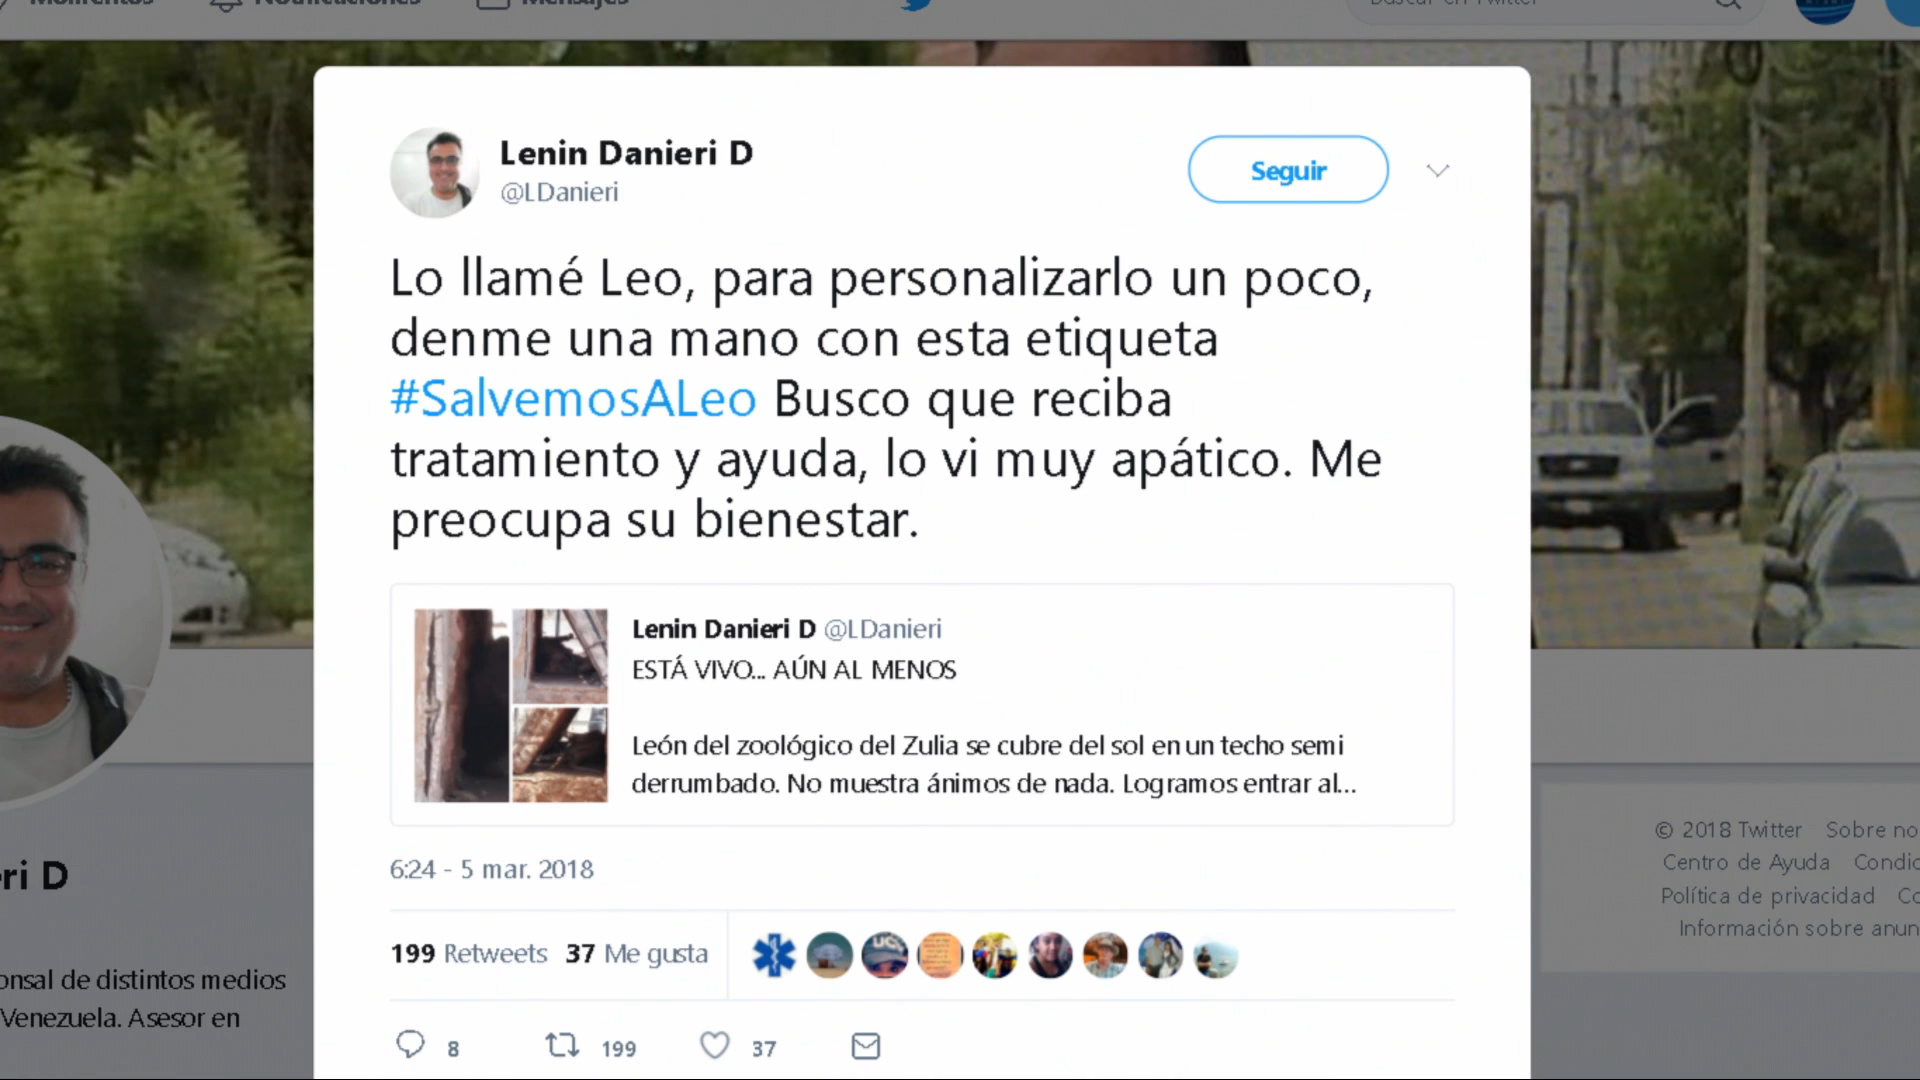 Momentos Notificaciones Mensajes Buscar en Twitter
Lenin Danieri D
@LDanieri
Seguir
Lo llamé Leo, para personalizarlo un poco,
denme una mano con esta etiqueta
#SalvemosALeo Busco que reciba
tratamiento y ayuda, lo vi muy apático. Me
preocupa su bienestar.
Lenin Danieri D @LDanieri
ESTÁ VIVO... AÚN AL MENOS
León del zoológico del Zulia se cubre del sol en un techo semi
derrumbado. No muestra ánimos de nada. Logramos entrar al...
6:24 - 5 mar. 2018
199 Retweets 37 Me gusta
UCV
8 199 37
eri D
onsal de distintos medios
Venezuela. Asesor en
© 2018 Twitter Sobre no
Centro de Ayuda Condic
Política de privacidad Co
Información sobre anun